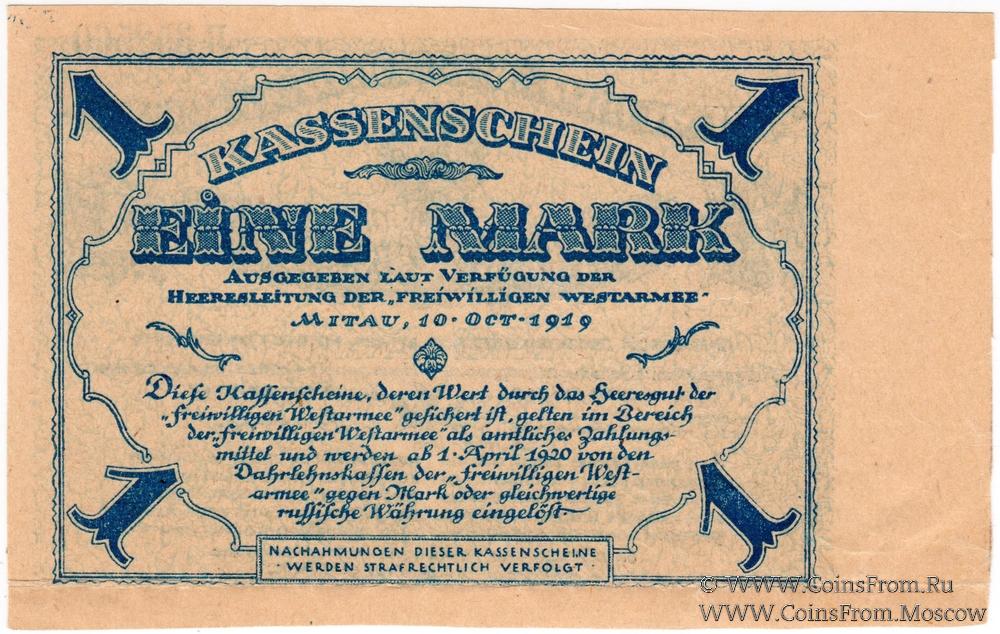 1 1
KASSENSCHEIN
EINE MARK
AUSGEGEBEN LAUT VERFÜGUNG DER
HEERESLEITUNG DER „FREIWILLIGEN WESTARMEE"
MITAU, 10. OCT. 1919
Diese Kassenscheine, deren Wert durch das Heeresgut der
„freiwilligen Westarmee" gesichert ist, gelten im Bereich
der „freiwilligen Westarmee" als amtliches Zahlungs-
mittel und werden ab 1. April 1920 von den
Dahrlehnskassen der „freiwilligen West-
armee" gegen Mark oder gleichwertige
russische Währung eingelöst.
1 1
NACHAHMUNGEN DIESER KASSENSCHEINE
· WERDEN STRAFRECHTLICH VERFOLGT ·
© WWW.CoinsFrom.Ru
WWW.CoinsFrom.Moscow